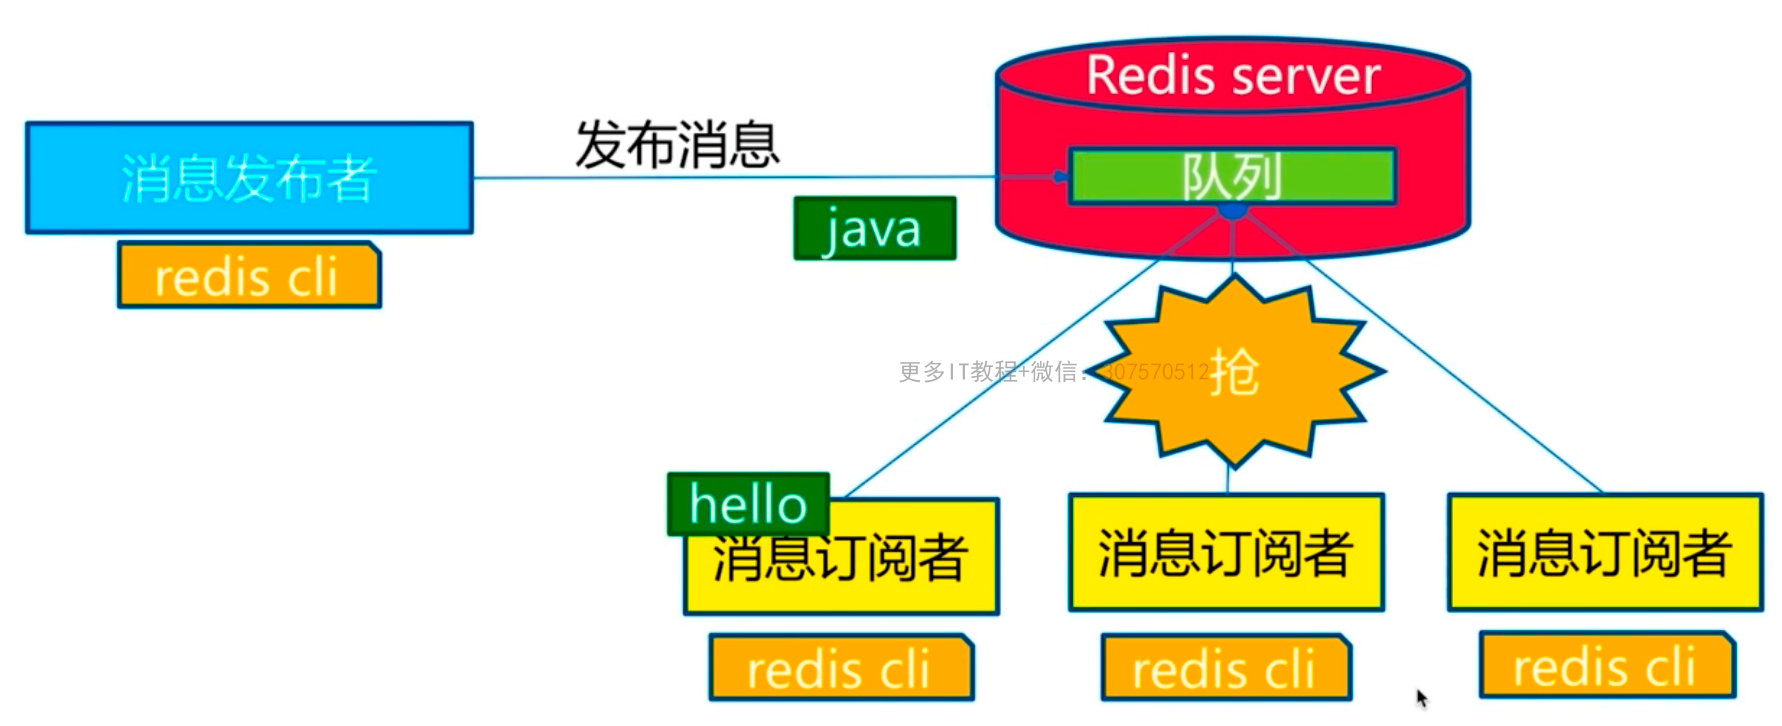 Redis server
发布消息
消息发布者
队列
java
redis cli
更多IT教程+微信：307570512
抢
hello
消息订阅者
消息订阅者
消息订阅者
redis cli
redis cli
redis cli